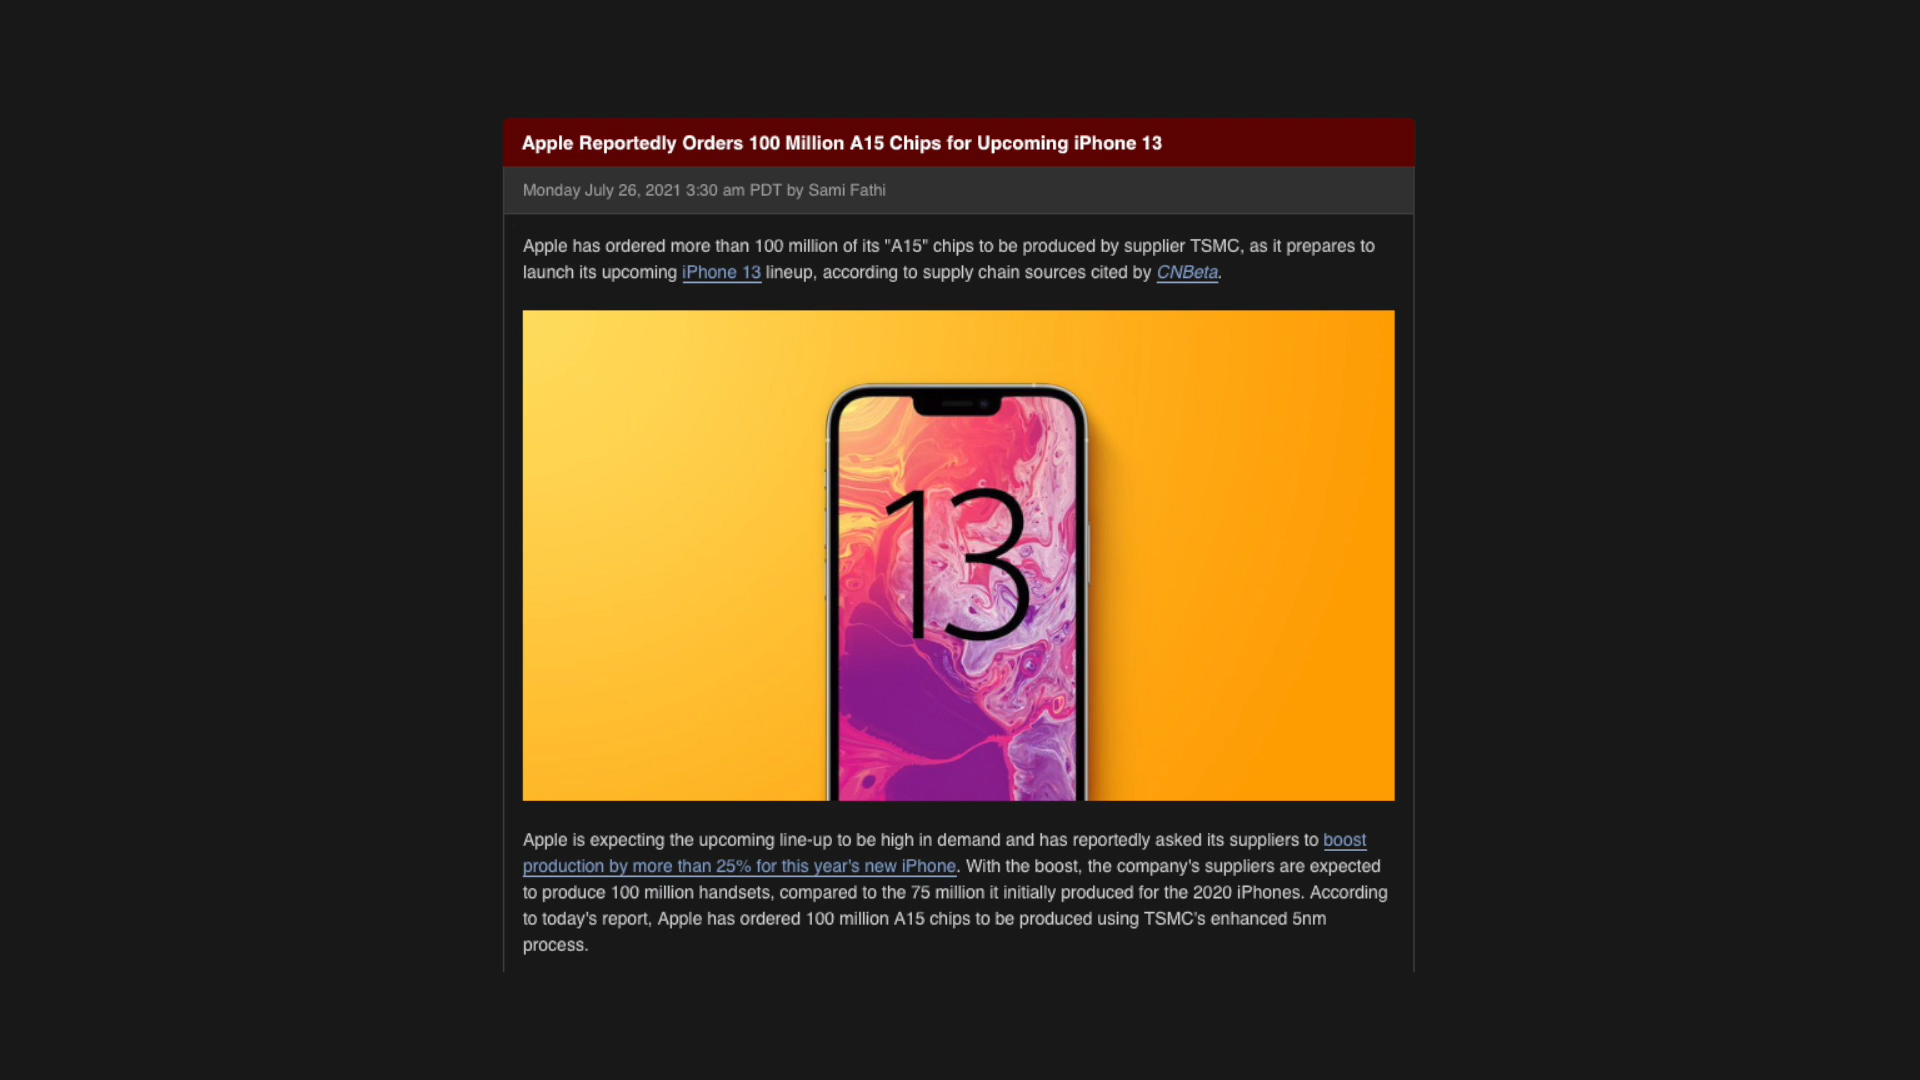 Apple Reportedly Orders 100 Million A15 Chips for Upcoming iPhone 13
Monday July 26, 2021 3:30 am PDT by Sami Fathi
Apple has ordered more than 100 million of its "A15" chips to be produced by supplier TSMC, as it prepares to
launch its upcoming iPhone 13 lineup, according to supply chain sources cited by CNBeta.
13
Apple is expecting the upcoming line-up to be high in demand and has reportedly asked its suppliers to boost
production by more than 25% for this year's new iPhone. With the boost, the company's suppliers are expected
to produce 100 million handsets, compared to the 75 million it initially produced for the 2020 iPhones. According
to today's report, Apple has ordered 100 million A15 chips to be produced using TSMC's enhanced 5nm
process.